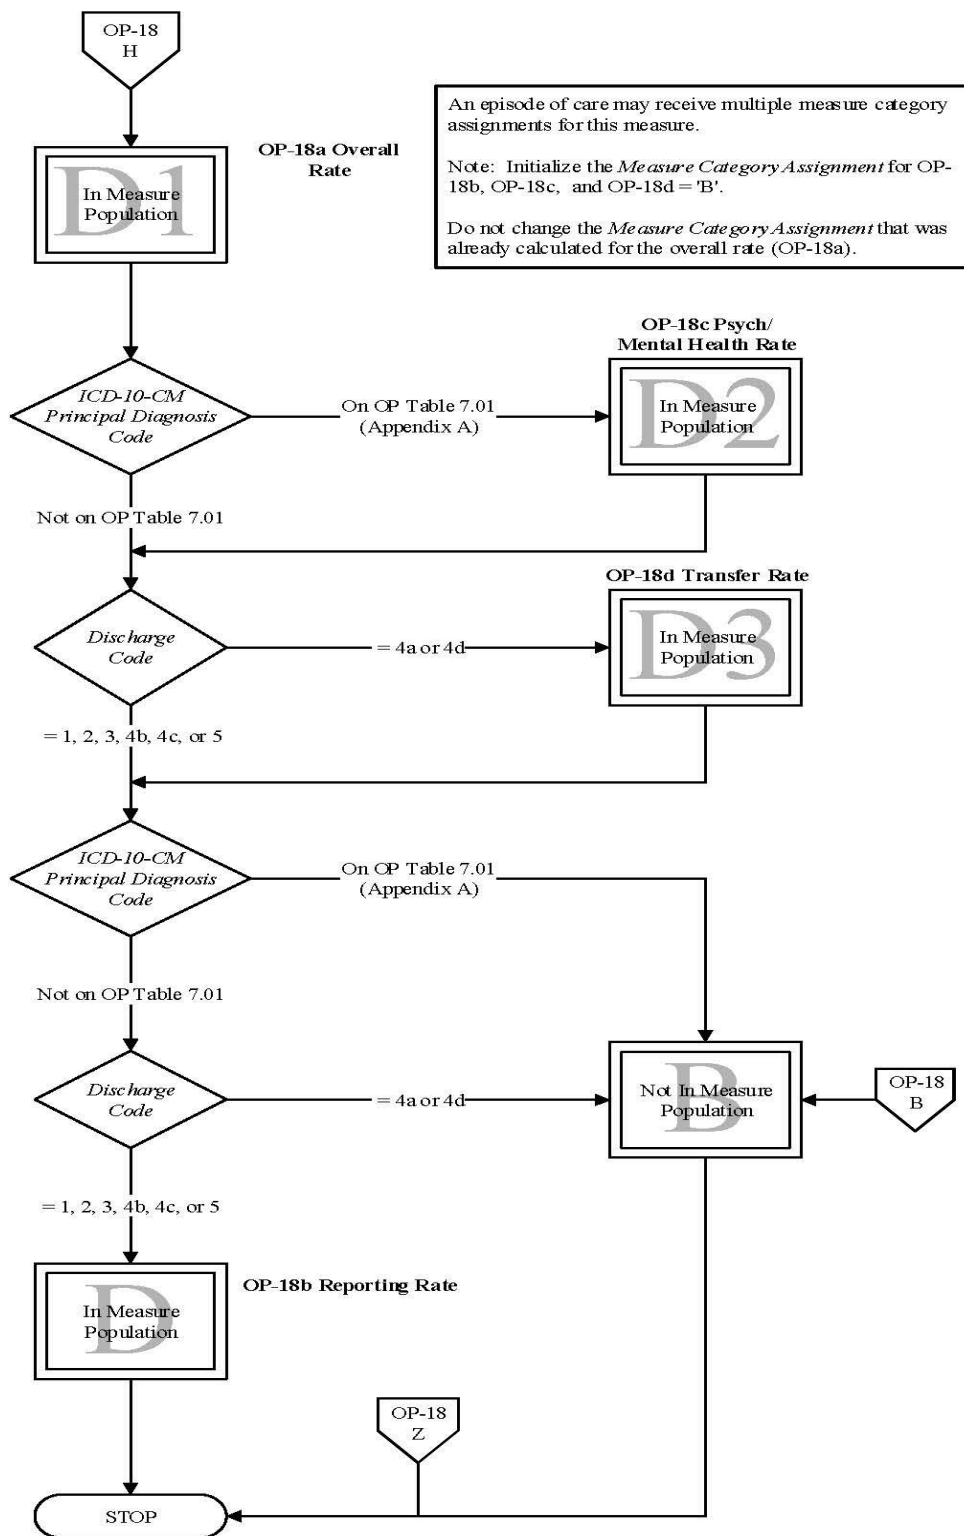 OP-18
H
An episode of care may receive multiple measure category
assignments for this measure.
Note: Initialize the Measure Category Assignment for OP-
18b, OP-18c, and OP-18d = 'B'.
Do not change the Measure Category Assignment that was
already calculated for the overall rate (OP-18a).
OP-18a Overall
Rate
D1
In Measure
Population
OP-18c Psych/
Mental Health Rate
ICD-10-CM
Principal Diagnosis
Code
On OP Table 7.01
(Appendix A)
D2
In Measure
Population
Not on OP Table 7.01
OP-18d Transfer Rate
Discharge
Code
= 4a or 4d
D3
In Measure
Population
= 1, 2, 3, 4b, 4c, or 5
ICD-10-CM
Principal Diagnosis
Code
On OP Table 7.01
(Appendix A)
Not on OP Table 7.01
Discharge
Code
= 4a or 4d
B
Not In Measure
Population
OP-18
B
= 1, 2, 3, 4b, 4c, or 5
OP-18b Reporting Rate
D
In Measure
Population
OP-18
Z
STOP